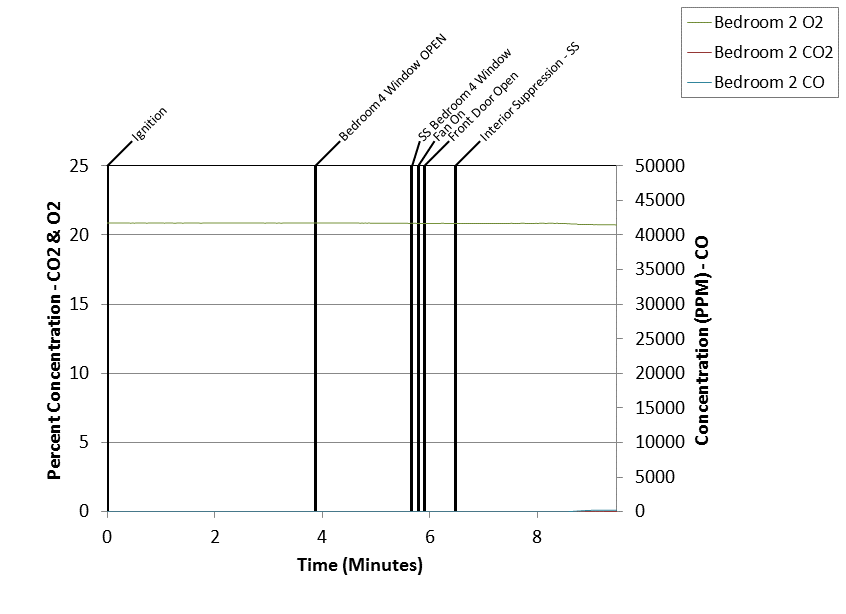 Bedroom 2 O2
Bedroom 2 CO2
Bedroom 2 CO
Ignition
Bedroom 4 Window OPEN
SS Bedroom 4 Window
Fan On
Front Door Open
Interior Suppression - SS
25
20
15
10
5
0
Percent Concentration - CO2 & O2
50000
45000
40000
35000
30000
25000
20000
15000
10000
5000
0
Concentration (PPM) - CO
0 2 4 6 8
Time (Minutes)